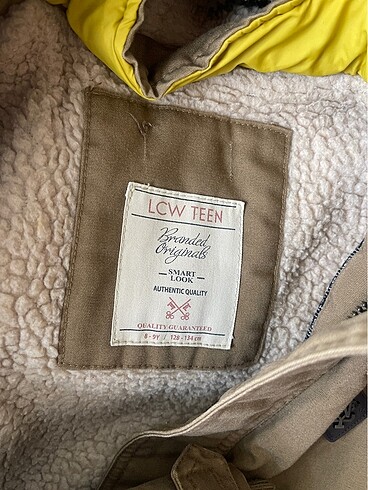 LCW TEEN
Branded
Originals
SMART
LOOK
AUTHENTIC QUALITY
QUALITY GUARANTEED
8 - 9Y / 128 - 134 cm